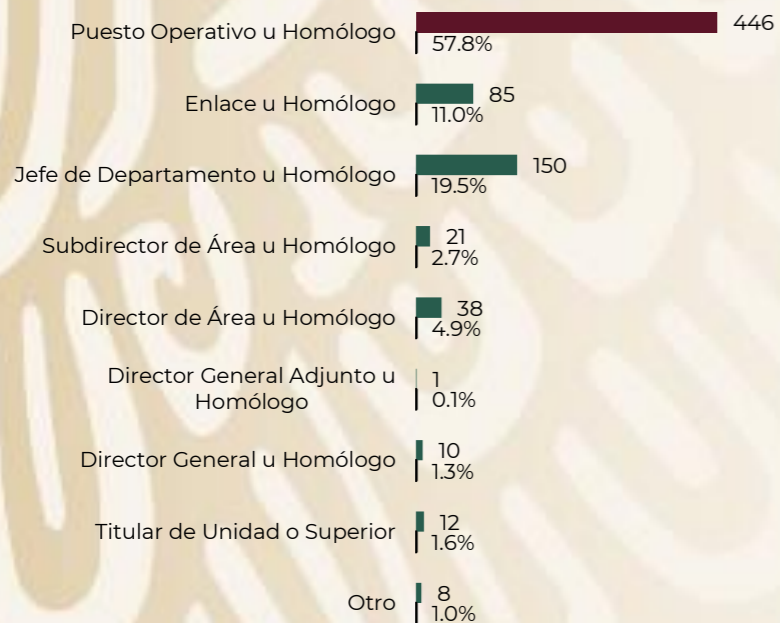 Puesto Operativo u Homólogo 446
57.8%
Enlace u Homólogo 85
11.0%
Jefe de Departamento u Homólogo 150
19.5%
Subdirector de Área u Homólogo 21
2.7%
Director de Área u Homólogo 38
4.9%
Director General Adjunto u
Homólogo
1
0.1%
Director General u Homólogo 10
1.3%
Titular de Unidad o Superior 12
1.6%
Otro 8
1.0%